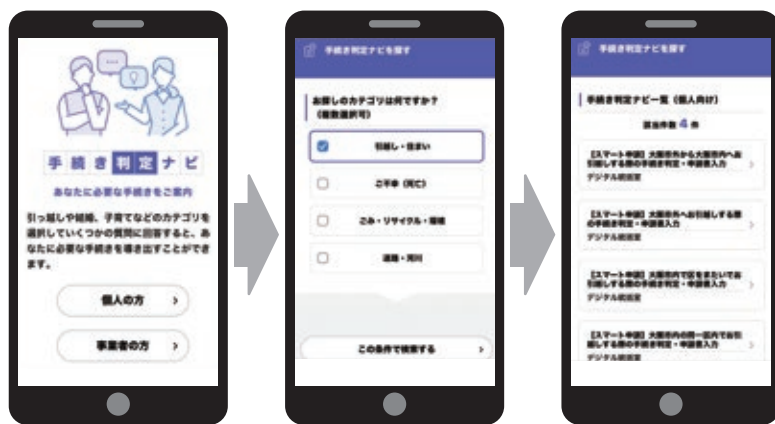 手続き判定ナビ
あなたに必要な手続きをご案内
引っ越しや結婚、子育てなどのカテゴリを
選択していくつかの質問に回答すると、あ
なたに必要な手続きを導き出すことができ
ます。
個人の方
事業者の方
手続き判定ナビを探す
お探しのカテゴリは何ですか?
(複数選択可)
引越し・住まい
ご不幸(死亡)
ごみ・リサイクル・環境
道路・河川
この条件で検索する
手続き判定ナビを探す
手続き判定ナビ一覧(個人向け)
該当件数 4 件
【スマート申請】大阪市外から大阪市内へお
引越しする際の手続き判定・申請書入力
デジタル統括室
【スマート申請】大阪市外へお引越しする際
の手続き判定・申請書入力
デジタル統括室
【スマート申請】大阪市内で区をまたいでお
引越しする際の手続き判定・申請書入力
デジタル統括室
【スマート申請】大阪市内の同一区内でお引
越しする際の手続き判定・申請書入力
デジタル統括室